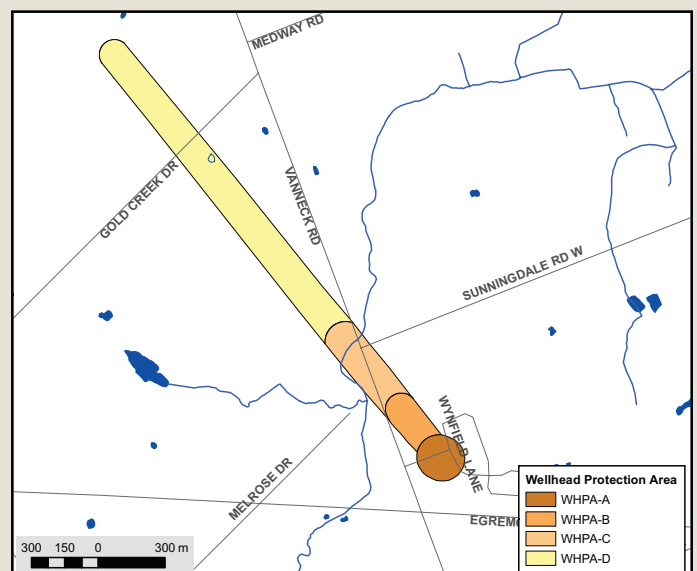 MEDWAY RD
GOLD CREEK DR
VANNECK RD
SUNNINGDALE RD W
WYNFIELD LANE
MELROSE DR
Wellhead Protection Area
WHPA-A
WHPA-B
WHPA-C
WHPA-D
300 150 0 300 m